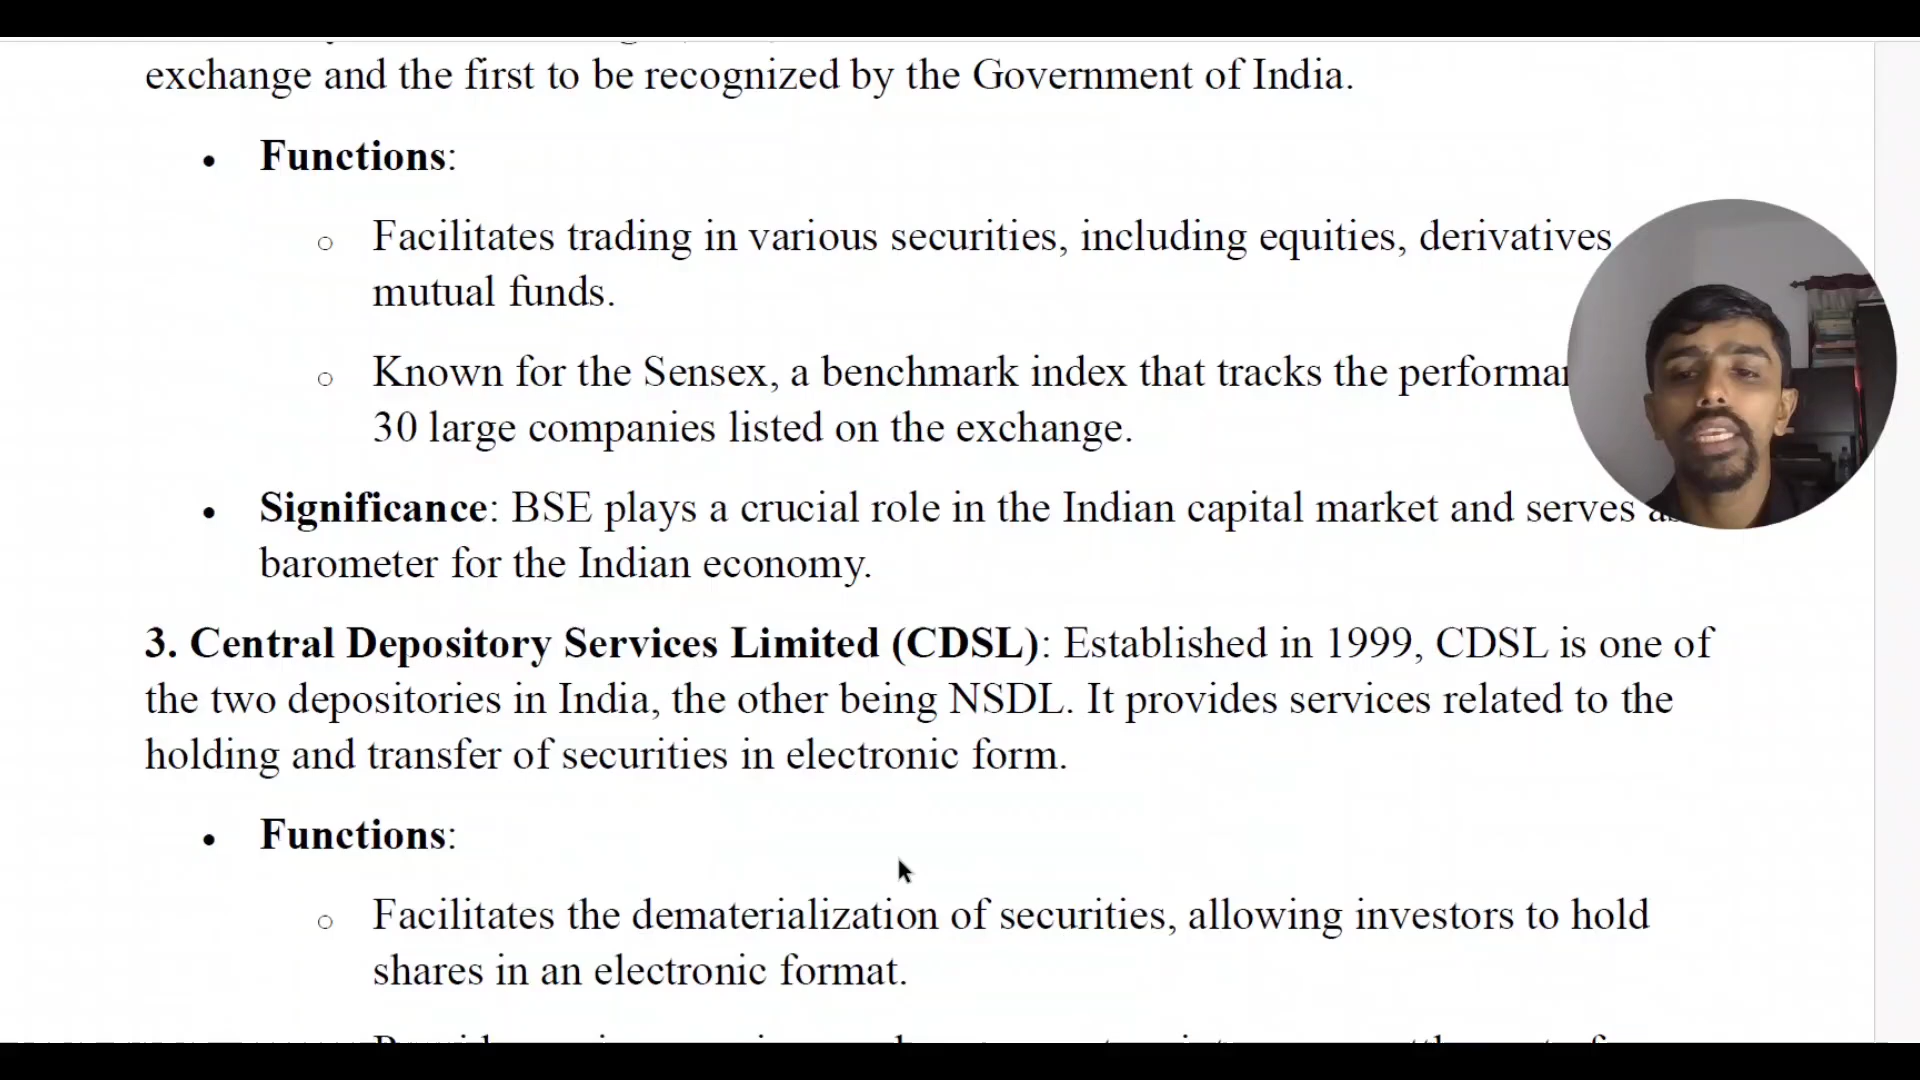 exchange and the first to be recognized by the Government of India.
• Functions:
○ Facilitates trading in various securities, including equities, derivatives
mutual funds.
○ Known for the Sensex, a benchmark index that tracks the
30 large companies listed on the exchange.
• Significance: BSE plays a crucial role in the Indian capital market and serves
barometer for the Indian economy.
3. Central Depository Services Limited (CDSL): Established in 1999, CDSL is one of
the two depositories in India, the other being NSDL. It provides services related to the
holding and transfer of securities in electronic form.
• Functions:
○ Facilitates the dematerialization of securities, allowing investors to hold
shares in an electronic format.